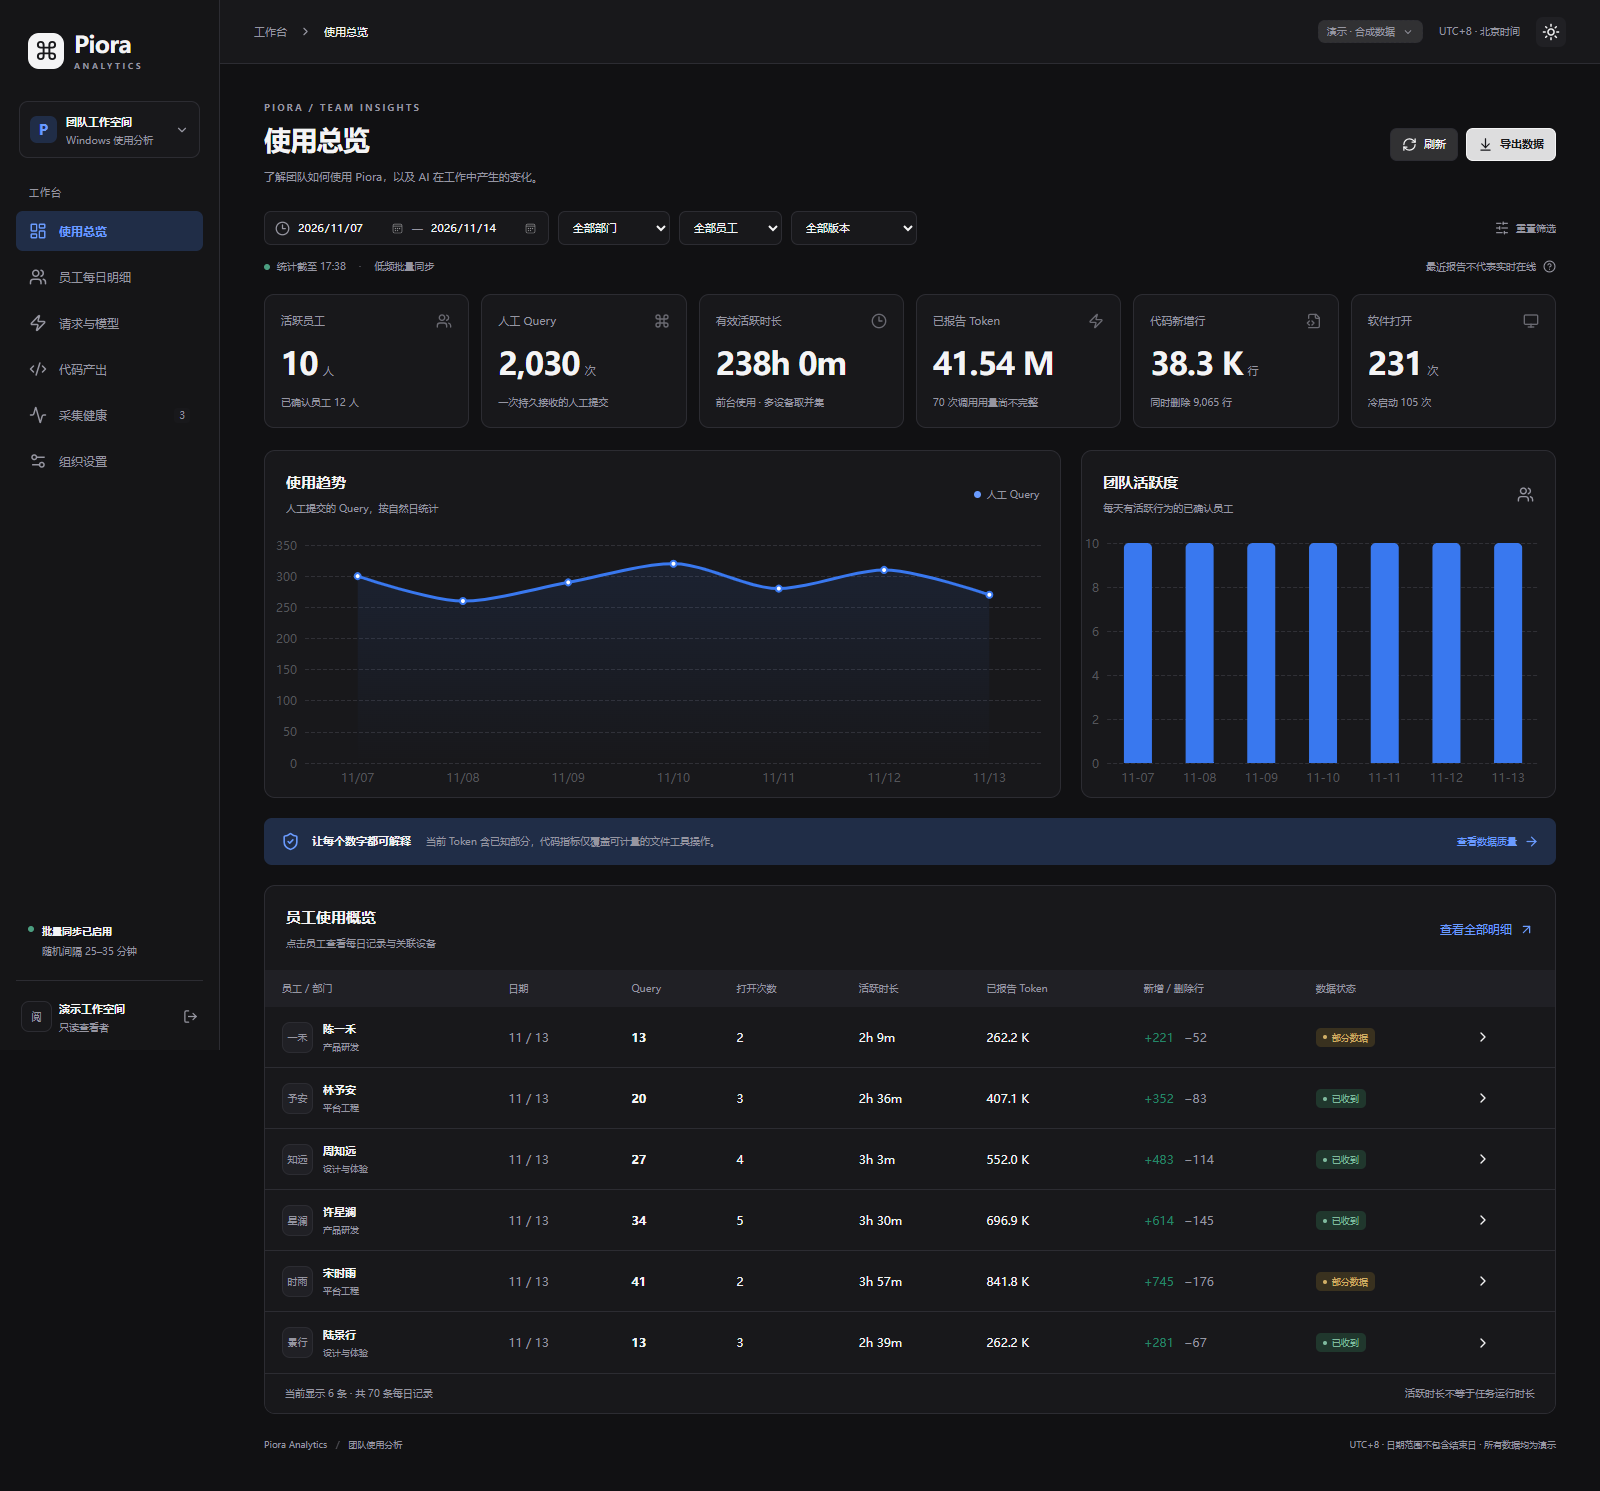 Piora
ANALYTICS
P
团队工作空间
Windows 使用分析
工作台
使用总览
员工每日明细
请求与模型
代码产出
采集健康 3
组织设置
批量同步已启用
随机间隔 25–35 分钟
阅
演示工作空间
只读查看者
工作台 使用总览
演示 · 合成数据
UTC+8 · 北京时间
PIORA / TEAM INSIGHTS
使用总览
了解团队如何使用 Piora，以及 AI 在工作中产生的变化。
刷新
导出数据
2026/11/07 — 2026/11/14
全部部门
全部员工
全部版本
重置筛选
统计截至 17:38 · 低频批量同步
最近报告不代表实时在线
活跃员工
10 人
已确认员工 12 人
人工 Query
2,030 次
一次持久接收的人工提交
有效活跃时长
238h 0m
前台使用 · 多设备取并集
已报告 Token
41.54 M
70 次调用用量尚不完整
代码新增行
38.3 K 行
同时删除 9,065 行
软件打开
231 次
冷启动 105 次
使用趋势
人工提交的 Query，按自然日统计
人工 Query
350
300
250
200
150
100
50
0
11/07 11/08 11/09 11/10 11/11 11/12 11/13
团队活跃度
每天有活跃行为的已确认员工
10
8
6
4
2
0
11-07 11-08 11-09 11-10 11-11 11-12 11-13
让每个数字都可解释 当前 Token 含已知部分，代码指标仅覆盖可计量的文件工具操作。
查看数据质量
员工使用概览
点击员工查看每日记录与关联设备
查看全部明细
员工 / 部门 日期 Query 打开次数 活跃时长 已报告 Token 新增 / 删除行 数据状态
一禾 陈一禾 11 / 13 13 2 2h 9m 262.2 K +221 −52 部分数据
产品研发
予安 林予安 11 / 13 20 3 2h 36m 407.1 K +352 −83 已收到
平台工程
知远 周知远 11 / 13 27 4 3h 3m 552.0 K +483 −114 已收到
设计与体验
星澜 许星澜 11 / 13 34 5 3h 30m 696.9 K +614 −145 已收到
产品研发
时雨 宋时雨 11 / 13 41 2 3h 57m 841.8 K +745 −176 部分数据
平台工程
景行 陆景行 11 / 13 13 3 2h 39m 262.2 K +281 −67 已收到
设计与体验
当前显示 6 条 · 共 70 条每日记录
活跃时长不等于任务运行时长
Piora Analytics / 团队使用分析
UTC+8 · 日期范围不包含结束日 · 所有数据均为演示